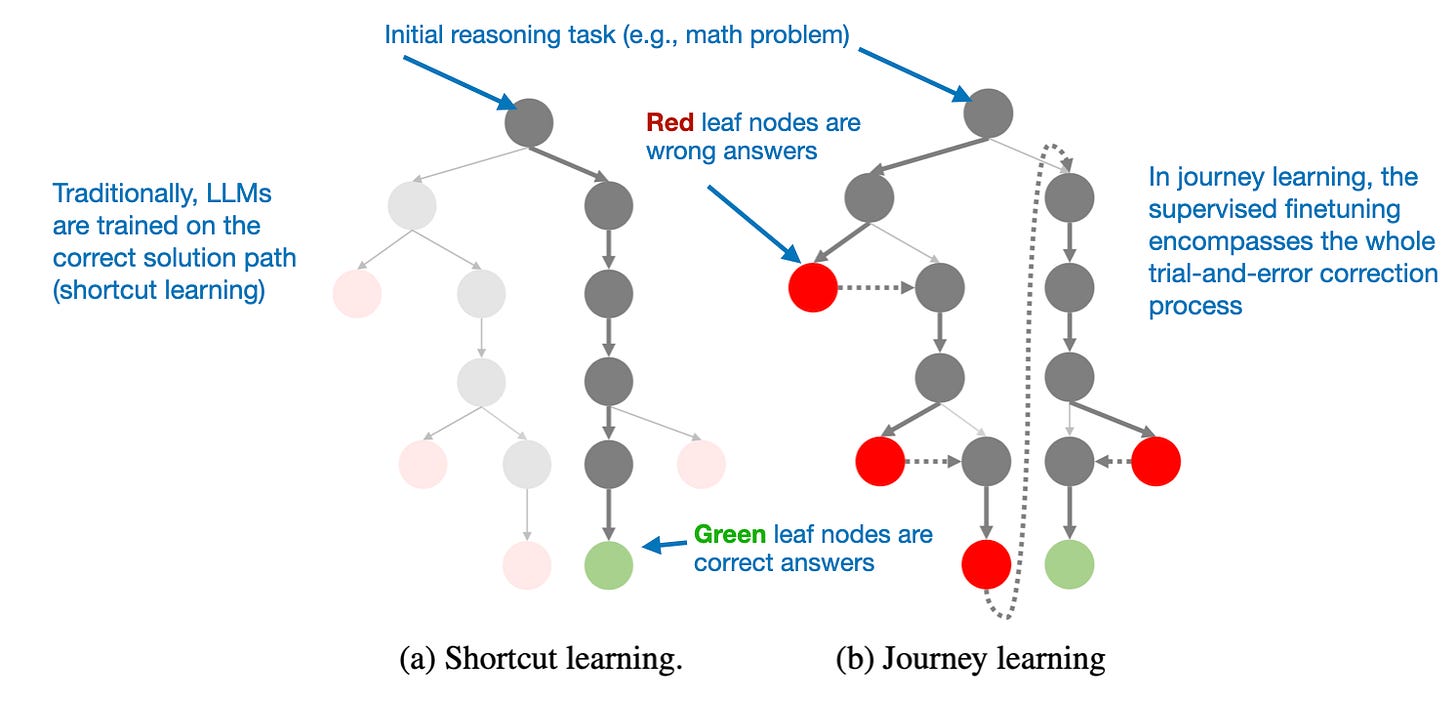 Initial reasoning task (e.g., math problem)
Red leaf nodes are
wrong answers
Traditionally, LLMs
are trained on the
correct solution path
(shortcut learning)
In journey learning, the
supervised finetuning
encompasses the whole
trial-and-error correction
process
Green leaf nodes are
correct answers
(a) Shortcut learning.
(b) Journey learning